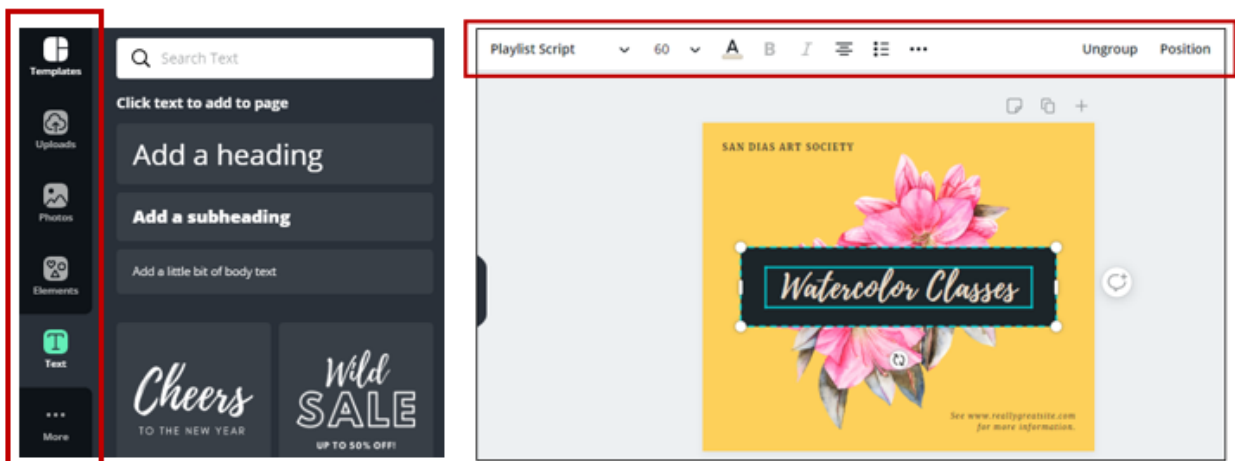 Templates
Uploads
Photos
Elements
Text
More
Search Text
Click text to add to page
Add a heading
Add a subheading
Add a little bit of body text
Cheers
TO THE NEW YEAR
Wild
SALE
UP TO 50% OFF!
Playlist Script 60 A B I Ungroup Position
SAN DIAS ART SOCIETY
Watercolor Classes
See www.reallygreatsite.com
for more information.